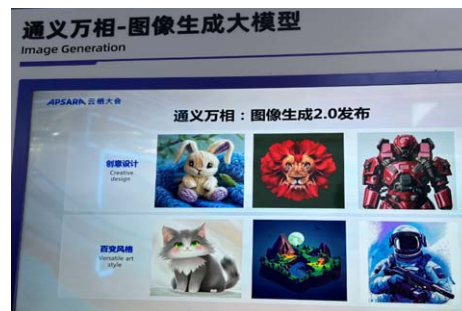 通义万相-图像生成大模型
Image Generation
APSARA 云栖大会
通义万相：图像生成2.0发布
创意设计
Creative
design
百变风格
Versatile art
style